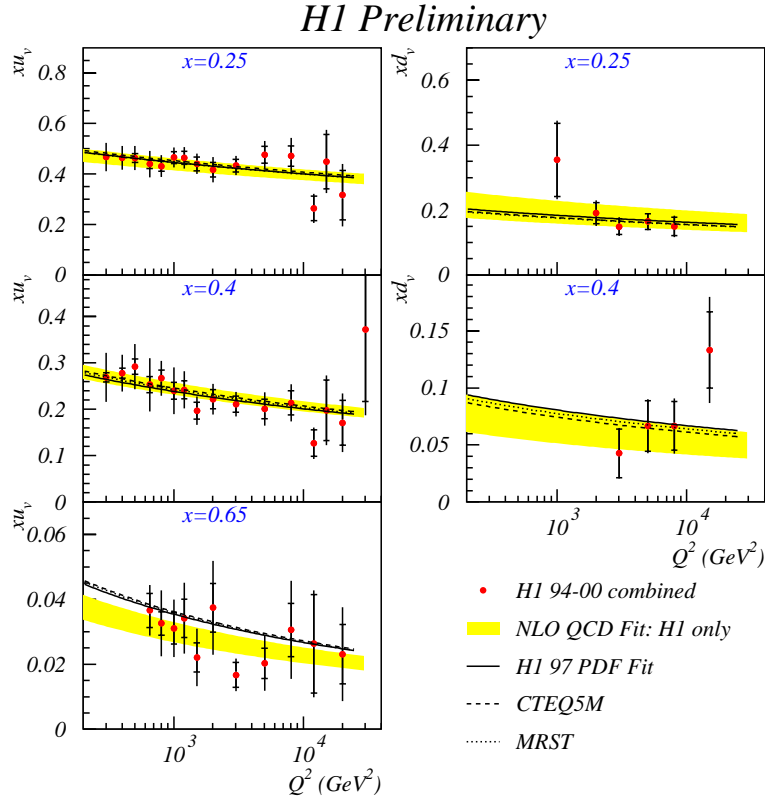 H1 Preliminary
xu_v
x=0.25
0.8
0.6
0.4
0.2
0
xd_v
x=0.25
0.6
0.4
0.2
0
xu_v
x=0.4
0.4
0.3
0.2
0.1
0
xd_v
x=0.4
0.15
0.1
0.05
0
10^3 10^4
Q^2 (GeV^2)
xu_v
x=0.65
0.06
0.04
0.02
0
10^3 10^4
Q^2 (GeV^2)
H1 94-00 combined
NLO QCD Fit: H1 only
H1 97 PDF Fit
CTEQ5M
MRST